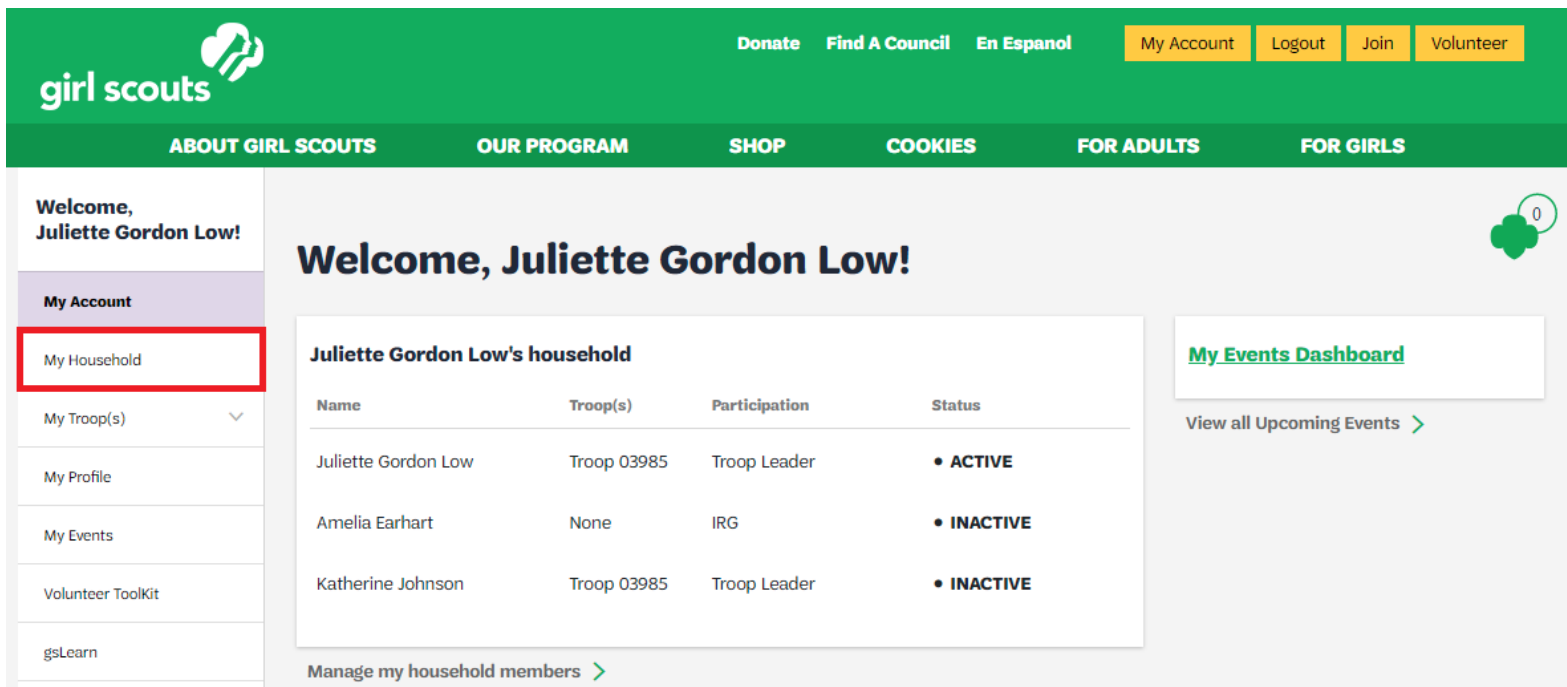 girl scouts
Donate Find A Council En Espanol My Account Logout Join Volunteer
ABOUT GIRL SCOUTS OUR PROGRAM SHOP COOKIES FOR ADULTS FOR GIRLS
Welcome,
Juliette Gordon Low!
My Account
My Household
My Troop(s)
My Profile
My Events
Volunteer ToolKit
gsLearn
0
Welcome, Juliette Gordon Low!
Juliette Gordon Low's household
Name Troop(s) Participation Status
Juliette Gordon Low Troop 03985 Troop Leader • ACTIVE
Amelia Earhart None IRG • INACTIVE
Katherine Johnson Troop 03985 Troop Leader • INACTIVE
Manage my household members
My Events Dashboard
View all Upcoming Events